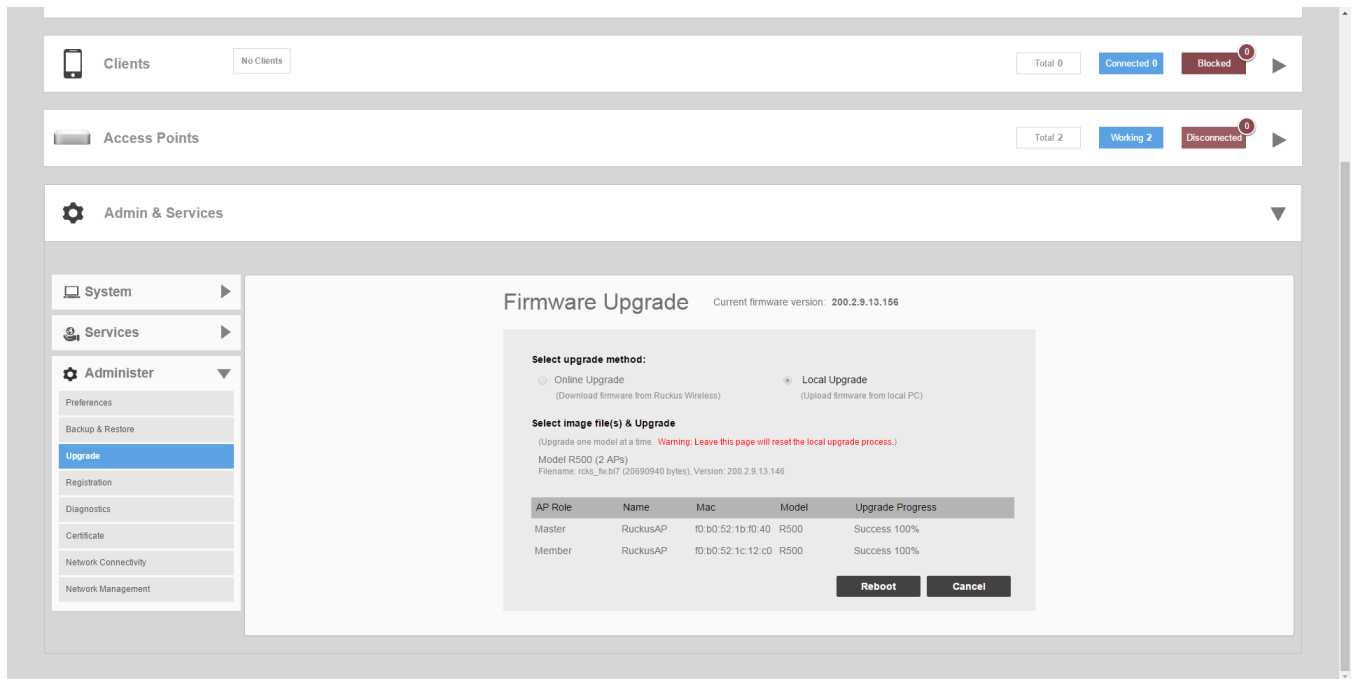 Clients
No Clients
Total 0
Connected 0
Blocked
0
Access Points
Total 2
Working 2
Disconnected
0
Admin & Services
System
Services
Administer
Preferences
Backup & Restore
Upgrade
Registration
Diagnostics
Certificate
Network Connectivity
Network Management
Firmware Upgrade Current firmware version: 200.2.9.13.156
Select upgrade method:
Online Upgrade Local Upgrade
(Download firmware from Ruckus Wireless) (Upload firmware from local PC)
Select image file(s) & Upgrade
(Upgrade one model at a time. Warning: Leave this page will reset the local upgrade process.)
Model R500 (2 APs)
Filename: rcks_fw.bl7 (20690940 bytes), Version: 200.2.9.13.146
AP Role Name Mac Model Upgrade Progress
Master RuckusAP f0:b0:52:1b:f0:40 R500 Success 100%
Member RuckusAP f0:b0:52:1c:12:c0 R500 Success 100%
Reboot Cancel